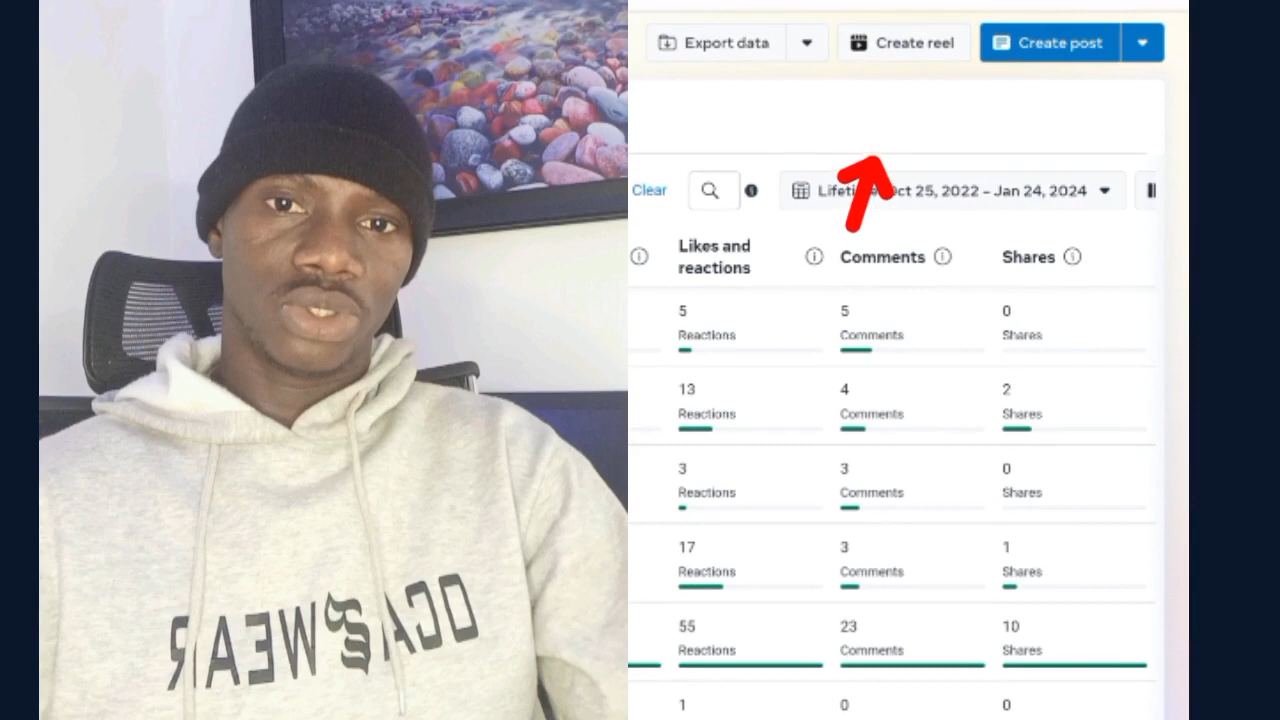 Export data
Create reel
Create post
Clear
Oct 25, 2022 – Jan 24, 2024
Likes and
reactions
Comments
Shares
5
5
0
Reactions
Comments
Shares
13
4
2
Reactions
Comments
Shares
3
3
0
Reactions
Comments
Shares
17
3
1
Reactions
Comments
Shares
55
23
10
Reactions
Comments
Shares
1
0
0
WEAR